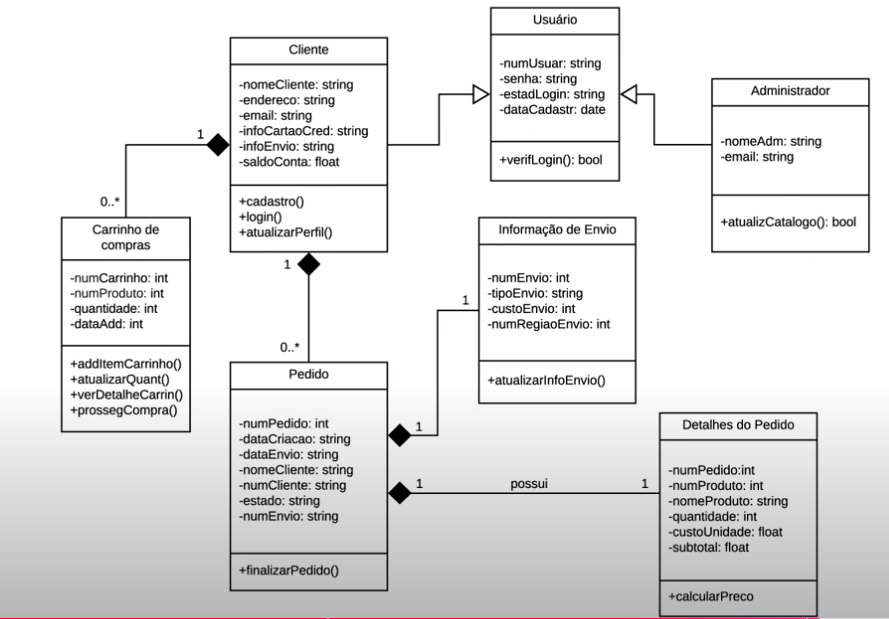 Usuário
-numUsuar: string
-senha: string
-estadLogin: string
-dataCadastr: date
+verifLogin(): bool
Cliente
-nomeCliente: string
-endereco: string
-email: string
-infoCartaoCred: string
-infoEnvio: string
-saldoConta: float
+cadastro()
+login()
+atualizarPerfil()
Administrador
-nomeAdm: string
-email: string
+atualizCatalogo(): bool
1
0..*
Carrinho de
compras
-numCarrinho: int
-numProduto: int
-quantidade: int
-dataAdd: int
+addItemCarrinho()
+atualizarQuant()
+verDetalheCarrin()
+prossegCompra()
1
0..*
Informação de Envio
-numEnvio: int
-tipoEnvio: string
-custoEnvio: int
-numRegiaoEnvio: int
+atualizarInfoEnvio()
1
1
Pedido
-numPedido: int
-dataCriacao: string
-dataEnvio: string
-nomeCliente: string
-numCliente: string
-estado: string
-numEnvio: string
+finalizarPedido()
1 possui 1
Detalhes do Pedido
-numPedido:int
-numProduto: int
-nomeProduto: string
-quantidade: int
-custoUnidade: float
-subtotal: float
+calcularPreco